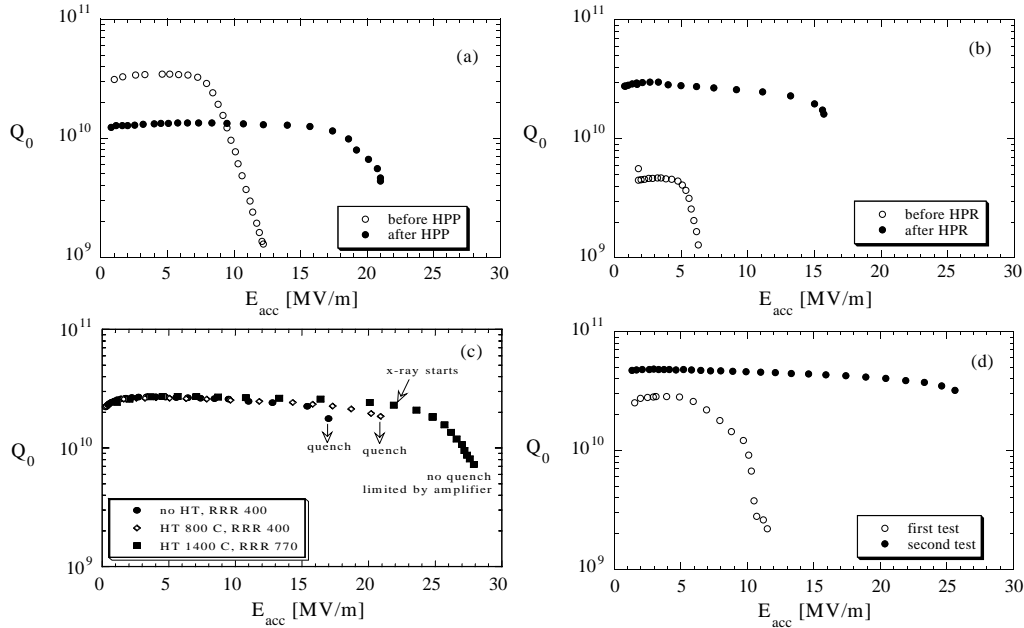 (a)
10^11
10^10
10^9
Q_0
before HPP
after HPP
0 5 10 15 20 25 30
E_acc [MV/m]
(b)
10^11
10^10
10^9
Q_0
before HPR
after HPR
0 5 10 15 20 25 30
E_acc [MV/m]
(c)
10^11
10^10
10^9
Q_0
x-ray starts
quench
quench
no quench
limited by amplifier
no HT, RRR 400
HT 800 C, RRR 400
HT 1400 C, RRR 770
0 5 10 15 20 25 30
E_acc [MV/m]
(d)
10^11
10^10
10^9
Q_0
first test
second test
0 5 10 15 20 25 30
E_acc [MV/m]